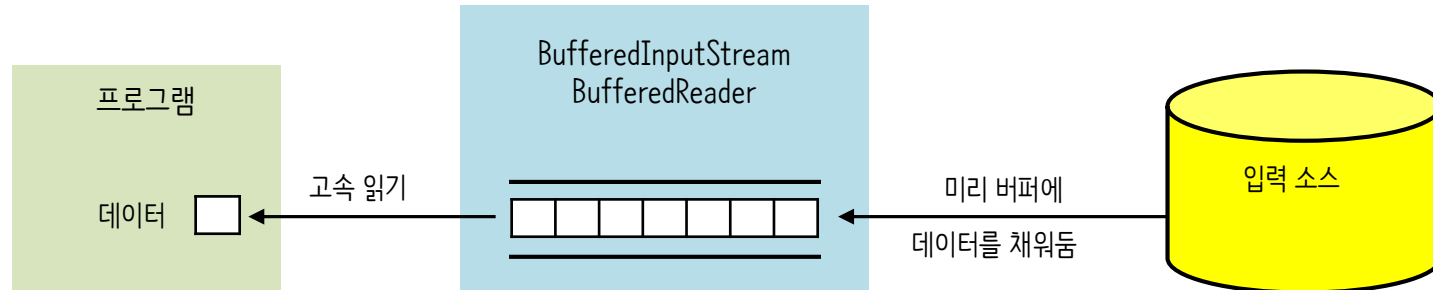 프로그램
데이터
고속 읽기
BufferedInputStream
BufferedReader
미리 버퍼에
데이터를 채워둠
입력 소스